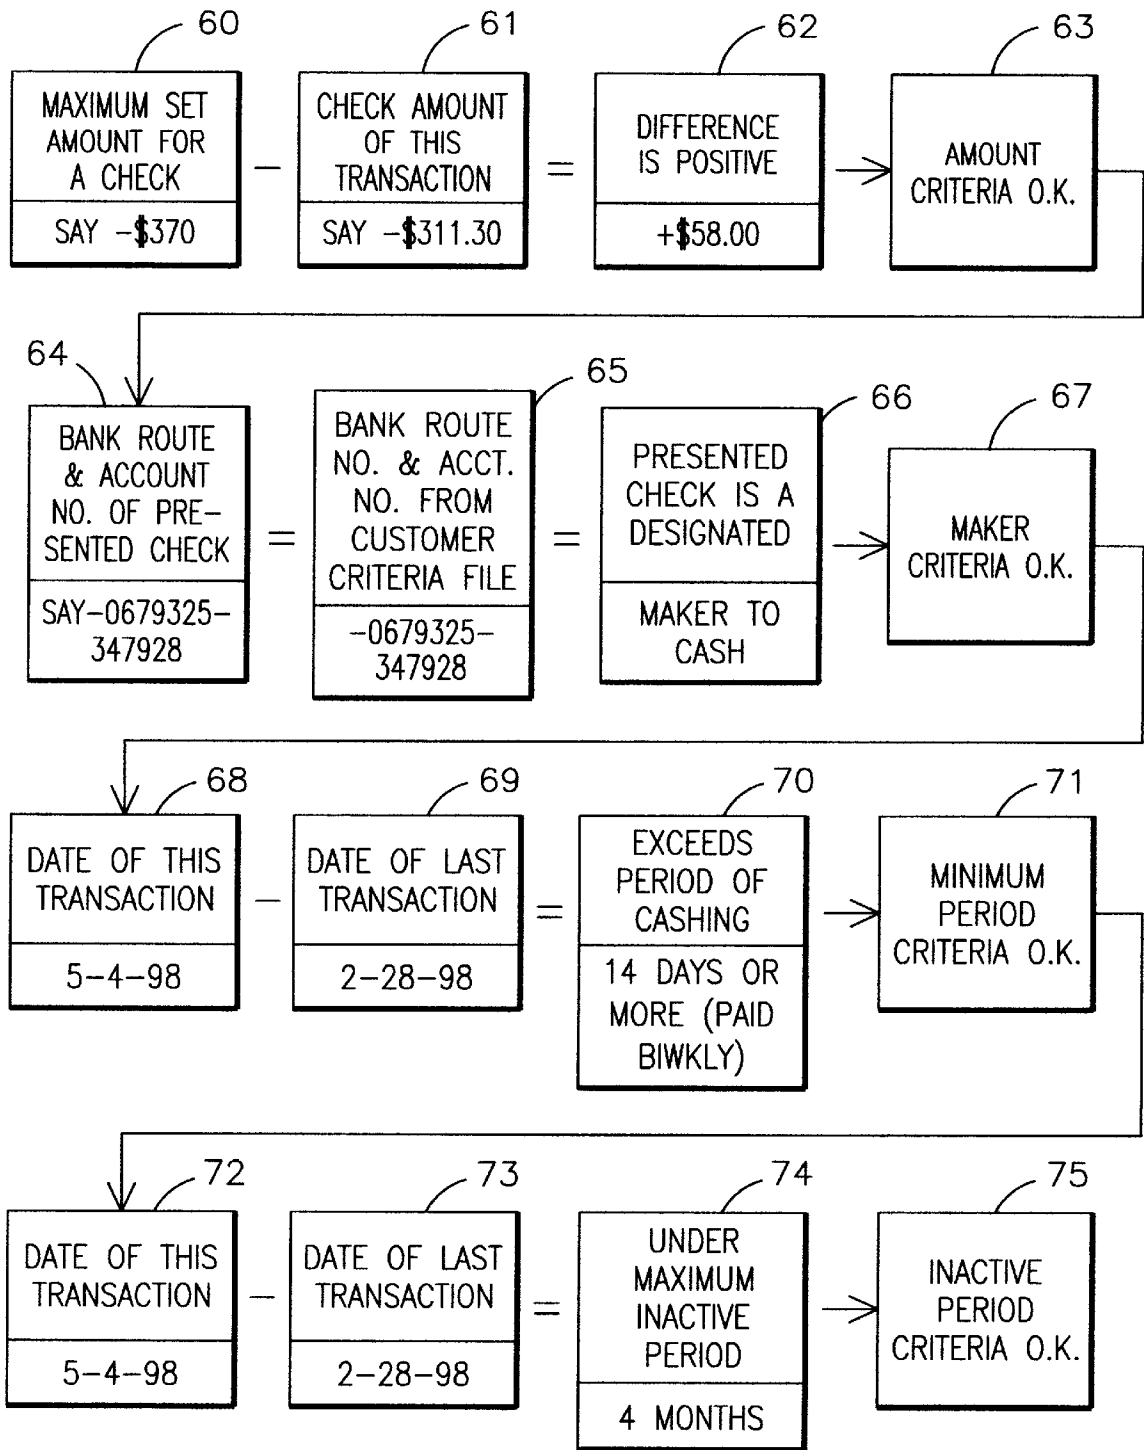 60
61
62
63
MAXIMUM SET
AMOUNT FOR
A CHECK
SAY -$370
-
CHECK AMOUNT
OF THIS
TRANSACTION
SAY -$311.30
=
DIFFERENCE
IS POSITIVE
+$58.00
AMOUNT
CRITERIA O.K.
64
65
66
67
BANK ROUTE
& ACCOUNT
NO. OF PRE-
SENTED CHECK
SAY-0679325-
347928
=
BANK ROUTE
NO. & ACCT.
NO. FROM
CUSTOMER
CRITERIA FILE
-0679325-
347928
=
PRESENTED
CHECK IS A
DESIGNATED
MAKER TO
CASH
MAKER
CRITERIA O.K.
68
69
70
71
DATE OF THIS
TRANSACTION
5-4-98
-
DATE OF LAST
TRANSACTION
2-28-98
=
EXCEEDS
PERIOD OF
CASHING
14 DAYS OR
MORE (PAID
BIWKLY)
MINIMUM
PERIOD
CRITERIA O.K.
72
73
74
75
DATE OF THIS
TRANSACTION
5-4-98
-
DATE OF LAST
TRANSACTION
2-28-98
=
UNDER
MAXIMUM
INACTIVE
PERIOD
4 MONTHS
INACTIVE
PERIOD
CRITERIA O.K.